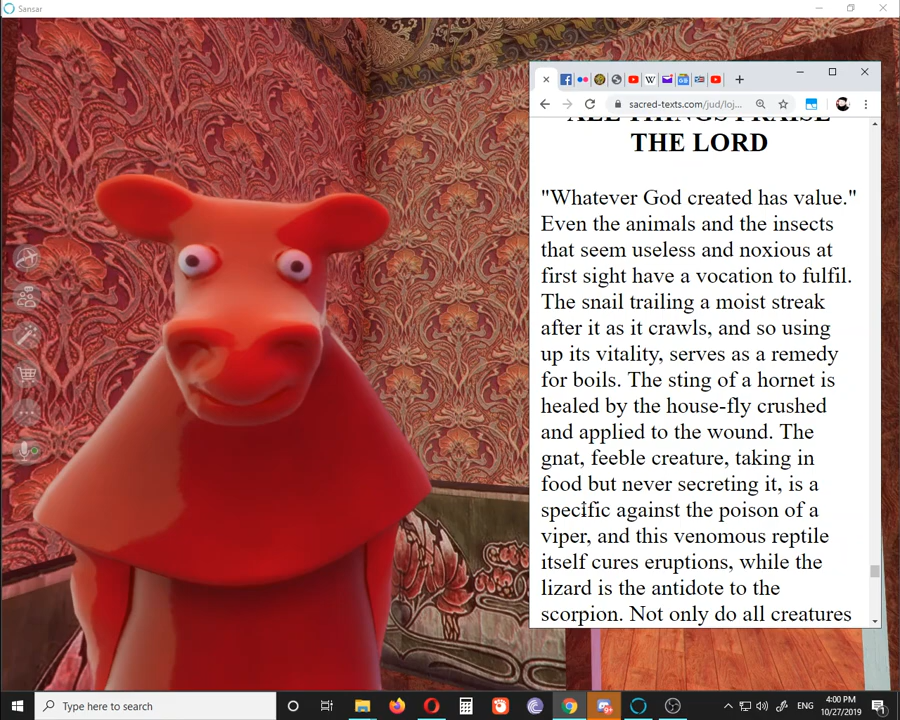 Sansar
sacred-texts.com/jud/loj...
ALL THINGS PRAISE
THE LORD
"Whatever God created has value."
Even the animals and the insects
that seem useless and noxious at
first sight have a vocation to fulfil.
The snail trailing a moist streak
after it as it crawls, and so using
up its vitality, serves as a remedy
for boils. The sting of a hornet is
healed by the house-fly crushed
and applied to the wound. The
gnat, feeble creature, taking in
food but never secreting it, is a
specific against the poison of a
viper, and this venomous reptile
itself cures eruptions, while the
lizard is the antidote to the
scorpion. Not only do all creatures
Type here to search
9+
ENG
4:00 PM
10/27/2019
1